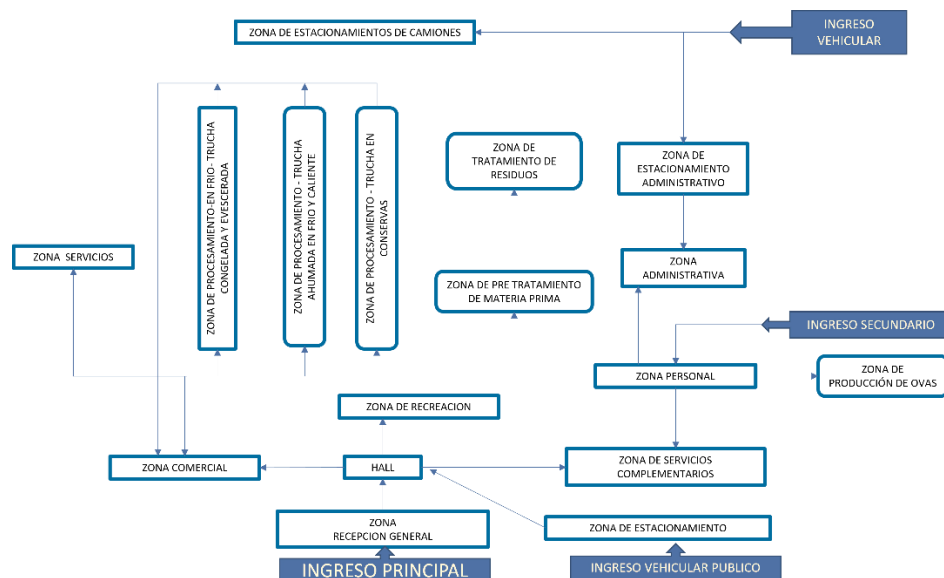 INGRESO
VEHICULAR
ZONA DE ESTACIONAMIENTOS DE CAMIONES
ZONA DE PROCESAMIENTO-EN FRIO- TRUCHA
CONGELADA Y EVESCERADA
ZONA DE PROCESAMIENTO - TRUCHA
AHUMADA EN FRIO Y CALIENTE
ZONA DE PROCESAMIENTO - TRUCHA EN
CONSERVAS
ZONA DE
TRATAMIENTO DE
RESIDUOS
ZONA DE
ESTACIONAMIENTO
ADMINISTRATIVO
ZONA SERVICIOS
ZONA
ADMINISTRATIVA
ZONA DE PRE TRATAMIENTO
DE MATERIA PRIMA
INGRESO SECUNDARIO
ZONA PERSONAL
ZONA DE
PRODUCCIÓN DE OVAS
ZONA DE RECREACION
ZONA COMERCIAL
HALL
ZONA DE SERVICIOS
COMPLEMENTARIOS
ZONA
RECEPCION GENERAL
ZONA DE ESTACIONAMIENTO
INGRESO PRINCIPAL
INGRESO VEHICULAR PUBLICO